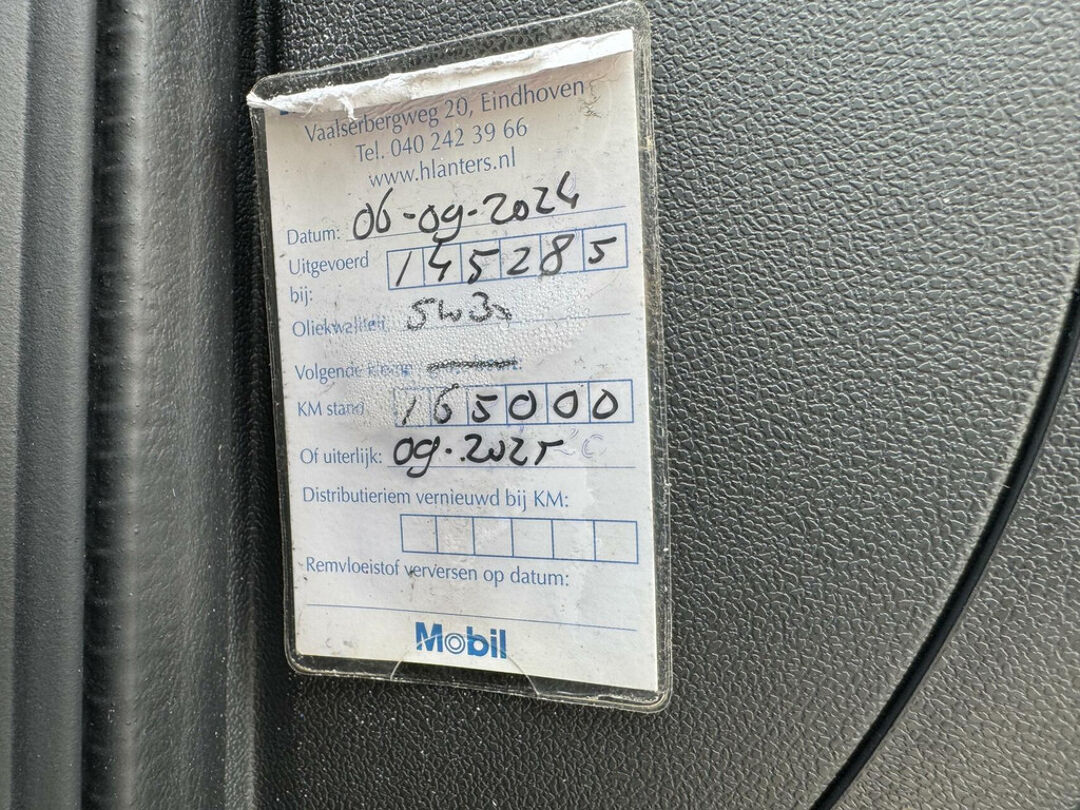 Vaalserbergweg 20, Eindhoven
Tel. 040 242 39 66
www.hlanters.nl
Datum: 06-09-2024
Uitgevoerd bij: 145285
Oliekwaliteit: 5w30
Volgende
KM stand 165000
Of uiterlijk: 09-2025
Distributieriem vernieuwd bij KM:
Remvloeistof verversen op datum:
Mobil